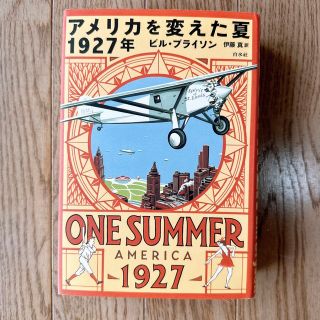 アメリカを変えた夏
1927年 ビル・ブライソン 伊藤真 訳
白水社
ONE SUMMER
AMERICA
1927